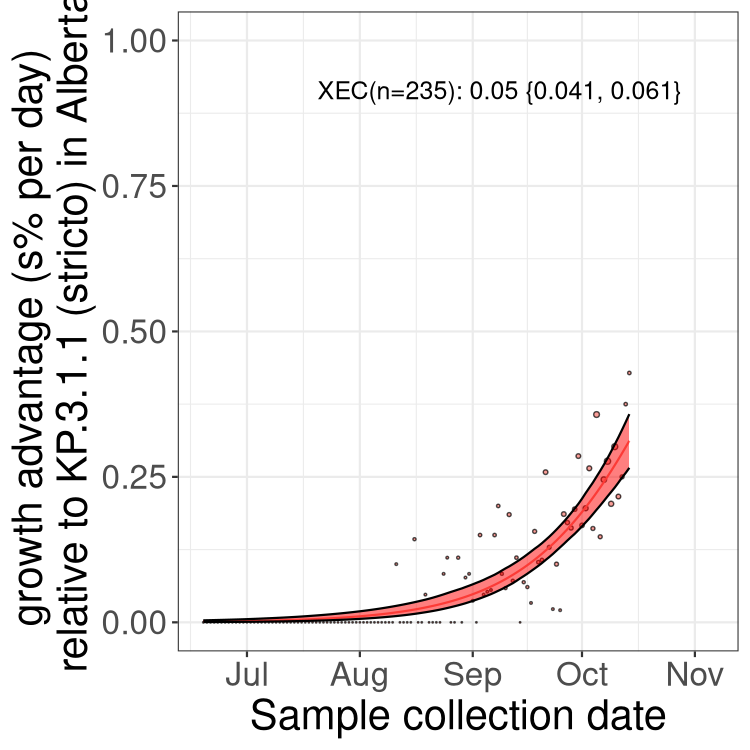 growth advantage (s% per day)
relative to KP.3.1.1 (stricto) in Alberta
1.00
0.75
0.50
0.25
0.00
XEC(n=235): 0.05 {0.041, 0.061}
Jul
Aug
Sep
Oct
Nov
Sample collection date